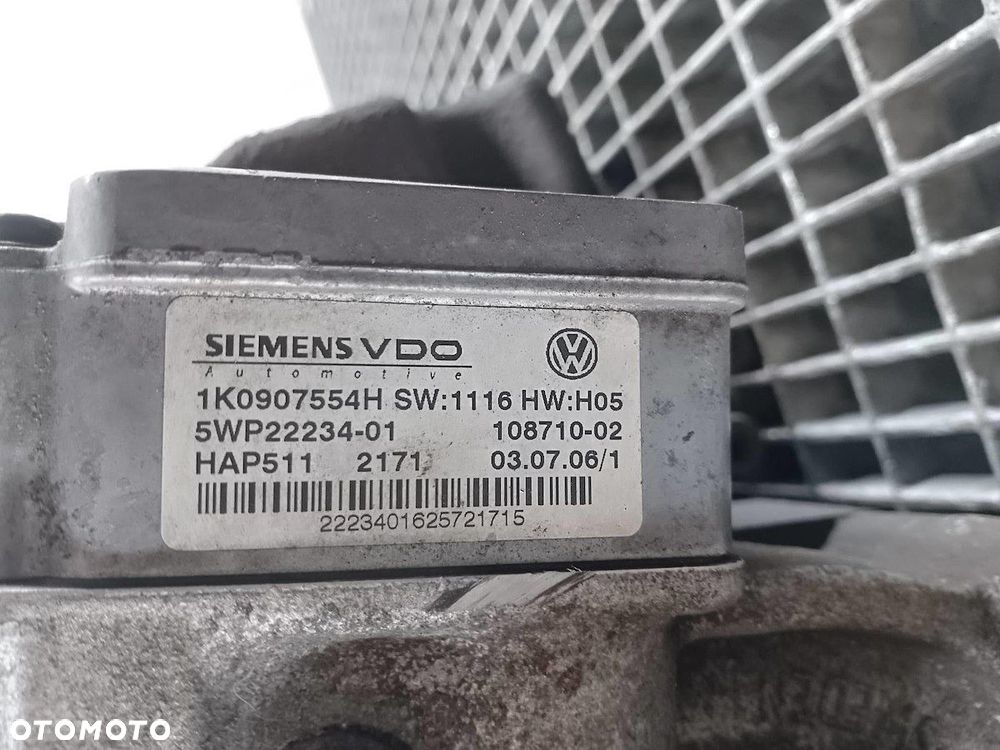 SIEMENS VDO
Automotive
1K0907554H SW:1116 HW:H05
5WP22234-01 108710-02
HAP511 2171 03.07.06/1
2223401625721715
OTOMOTO